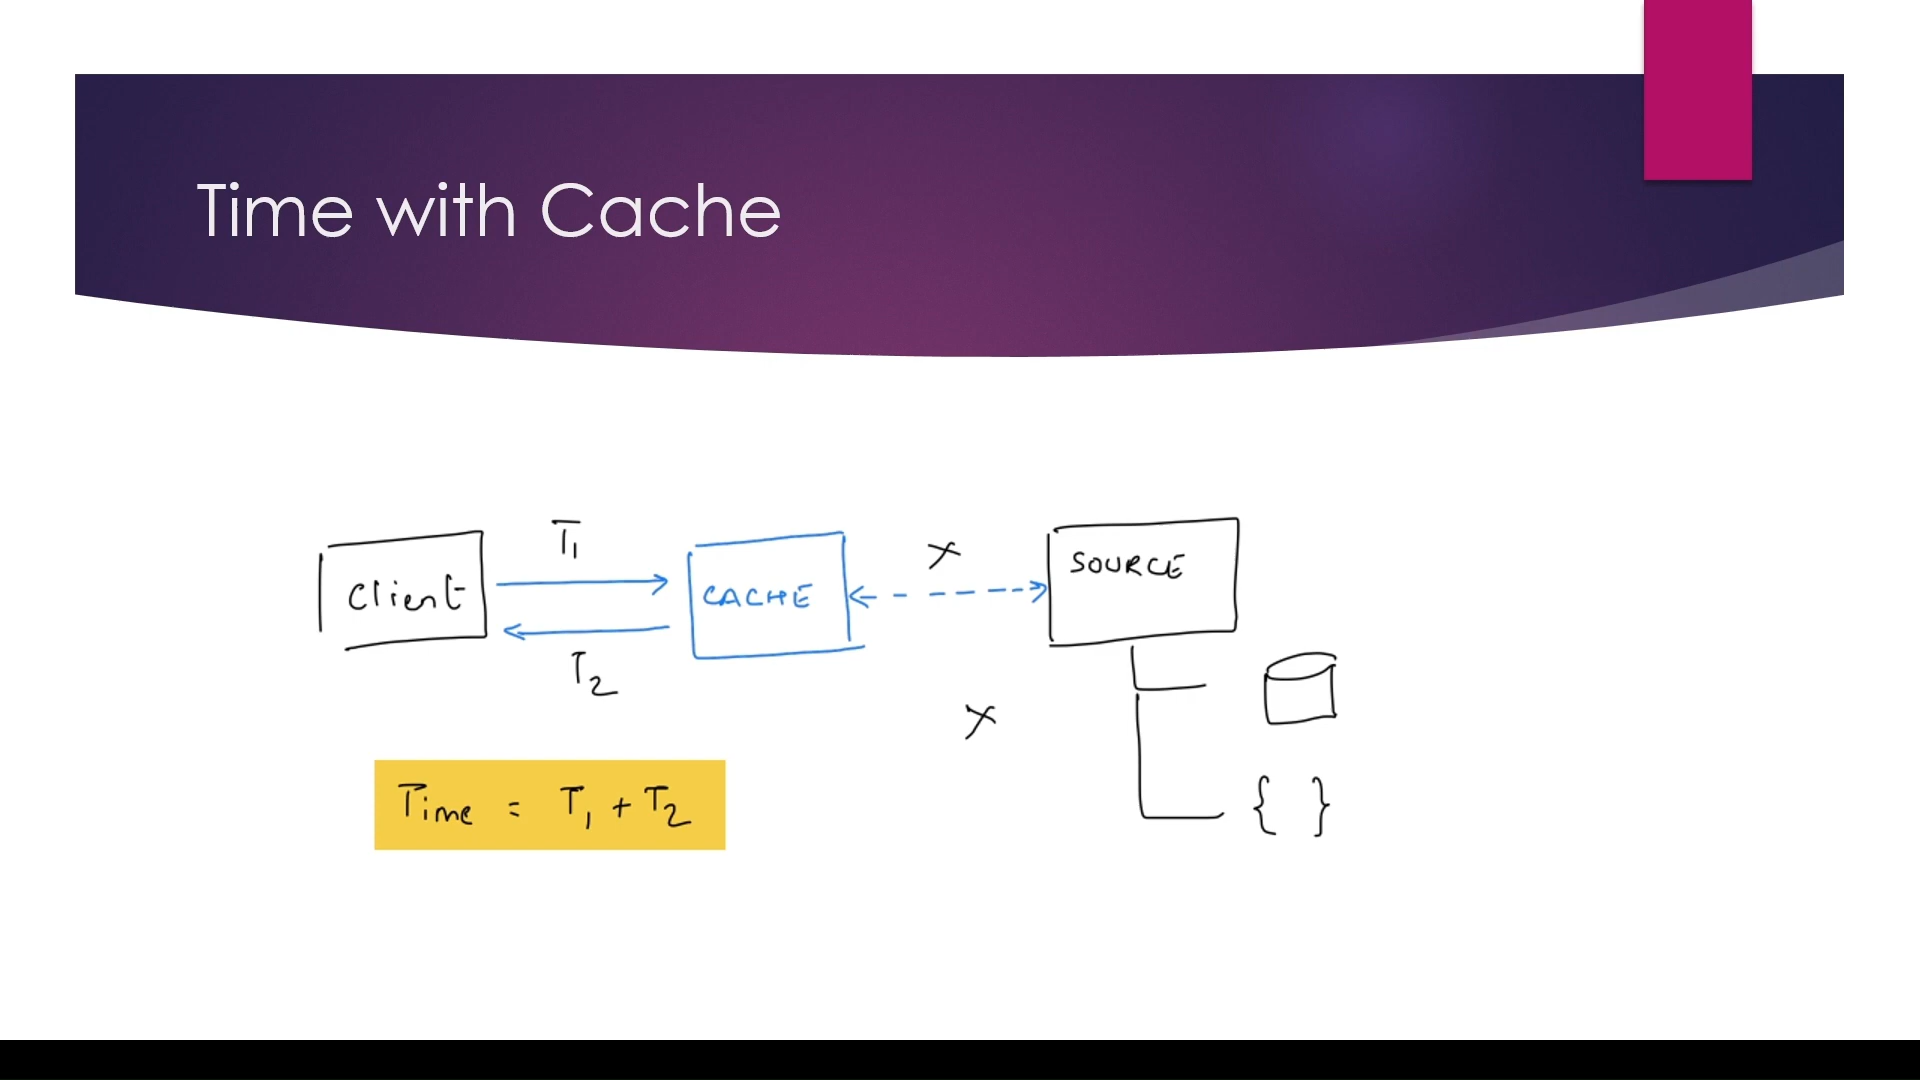 Time with Cache
T1
X
SOURCE
Client
CACHE
T2
X
Time = T1 + T2
{ }